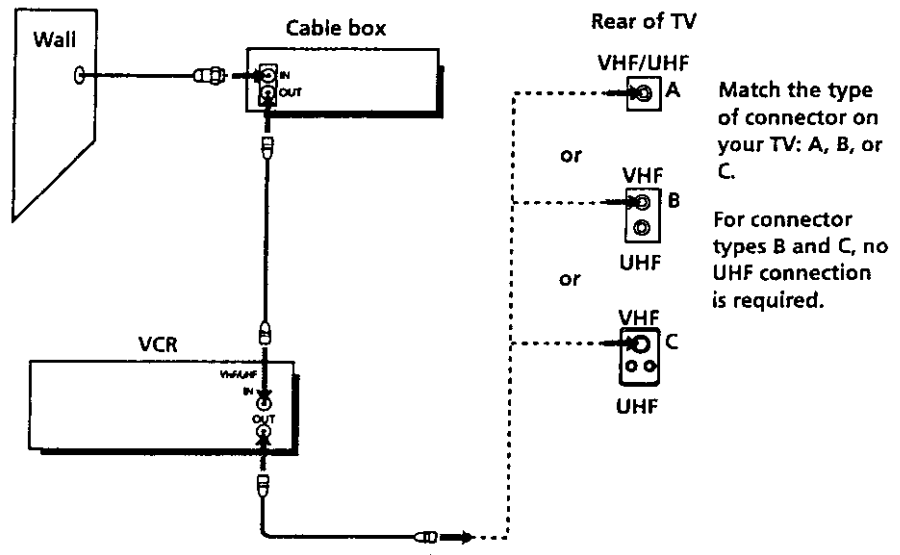 Wall
Cable box
IN
OUT
VCR
VHF/UHF
IN
OUT
Rear of TV
VHF/UHF
A
or
VHF
B
UHF
or
VHF
C
UHF
Match the type
of connector on
your TV: A, B, or
C.
For connector
types B and C, no
UHF connection
is required.